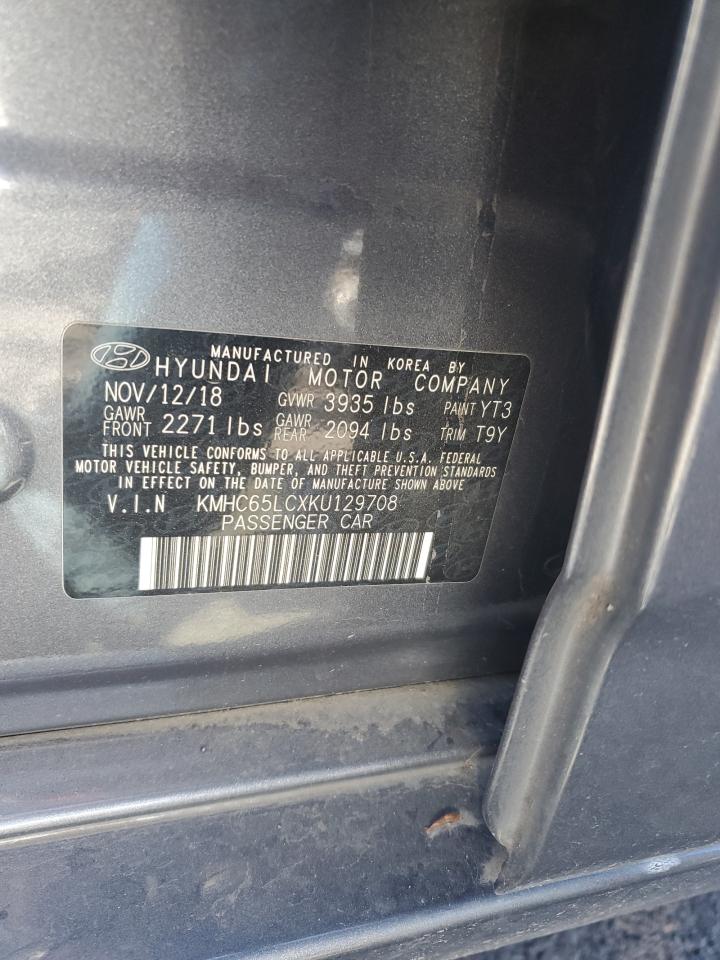 MANUFACTURED IN KOREA BY
HYUNDAI MOTOR COMPANY
NOV/12/18 GVWR 3935 lbs PAINT YT3
GAWR FRONT 2271 lbs GAWR REAR 2094 lbs TRIM T9Y
THIS VEHICLE CONFORMS TO ALL APPLICABLE U.S.A. FEDERAL
MOTOR VEHICLE SAFETY, BUMPER, AND THEFT PREVENTION STANDARDS
IN EFFECT ON THE DATE OF MANUFACTURE SHOWN ABOVE
V.I.N KMHC65LCXKU129708
PASSENGER CAR